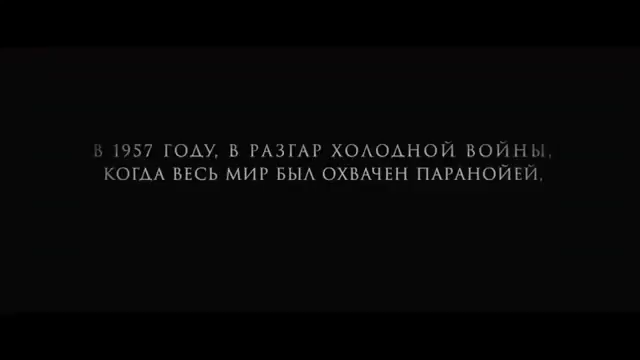 В 1957 ГОДУ, В РАЗГАР ХОЛОДНОЙ ВОЙНЫ,
КОГДА ВЕСЬ МИР БЫЛ ОХВАЧЕН ПАРАНОЙЕЙ,